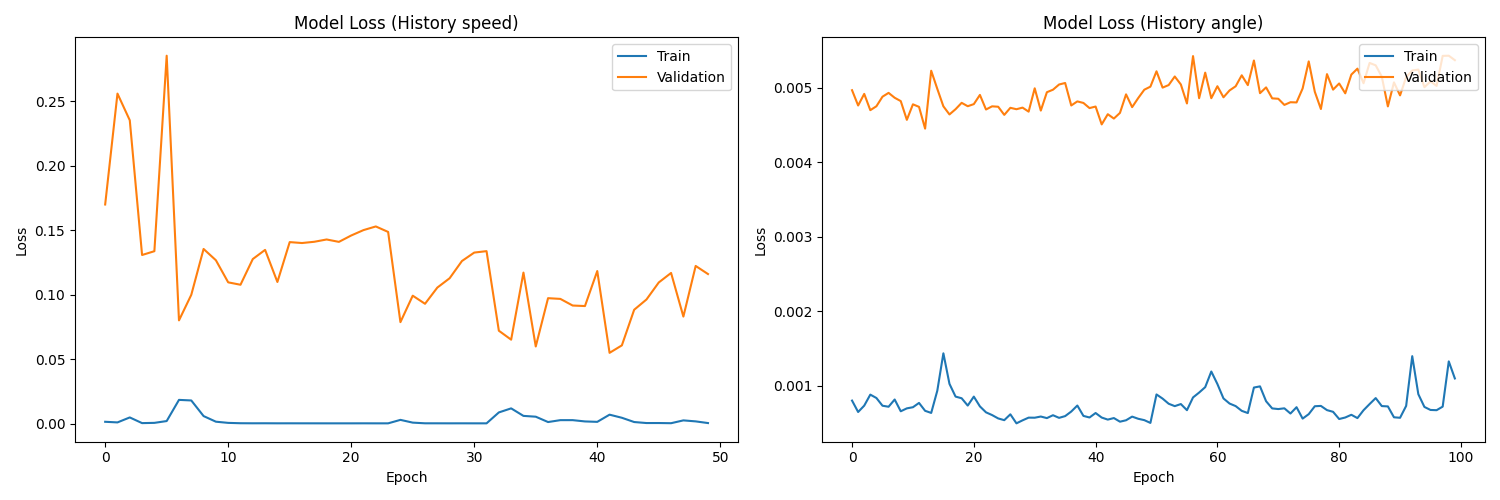 Model Loss (History speed)
Train
Validation
0.25
0.20
0.15
0.10
0.05
0.00
Loss
0 10 20 30 40 50
Epoch
Model Loss (History angle)
Train
Validation
0.005
0.004
0.003
0.002
0.001
Loss
0 20 40 60 80 100
Epoch